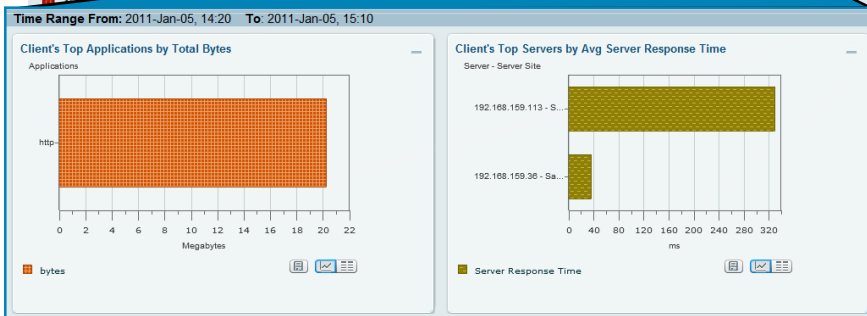 Time Range From: 2011-Jan-05, 14:20 To: 2011-Jan-05, 15:10
Client's Top Applications by Total Bytes
Applications
http
0 2 4 6 8 10 12 14 16 18 20 22
Megabytes
bytes
Client's Top Servers by Avg Server Response Time
Server - Server Site
192.168.159.113 - S...
192.168.159.36 - Sa...
0 40 80 120 160 200 240 280 320
ms
Server Response Time